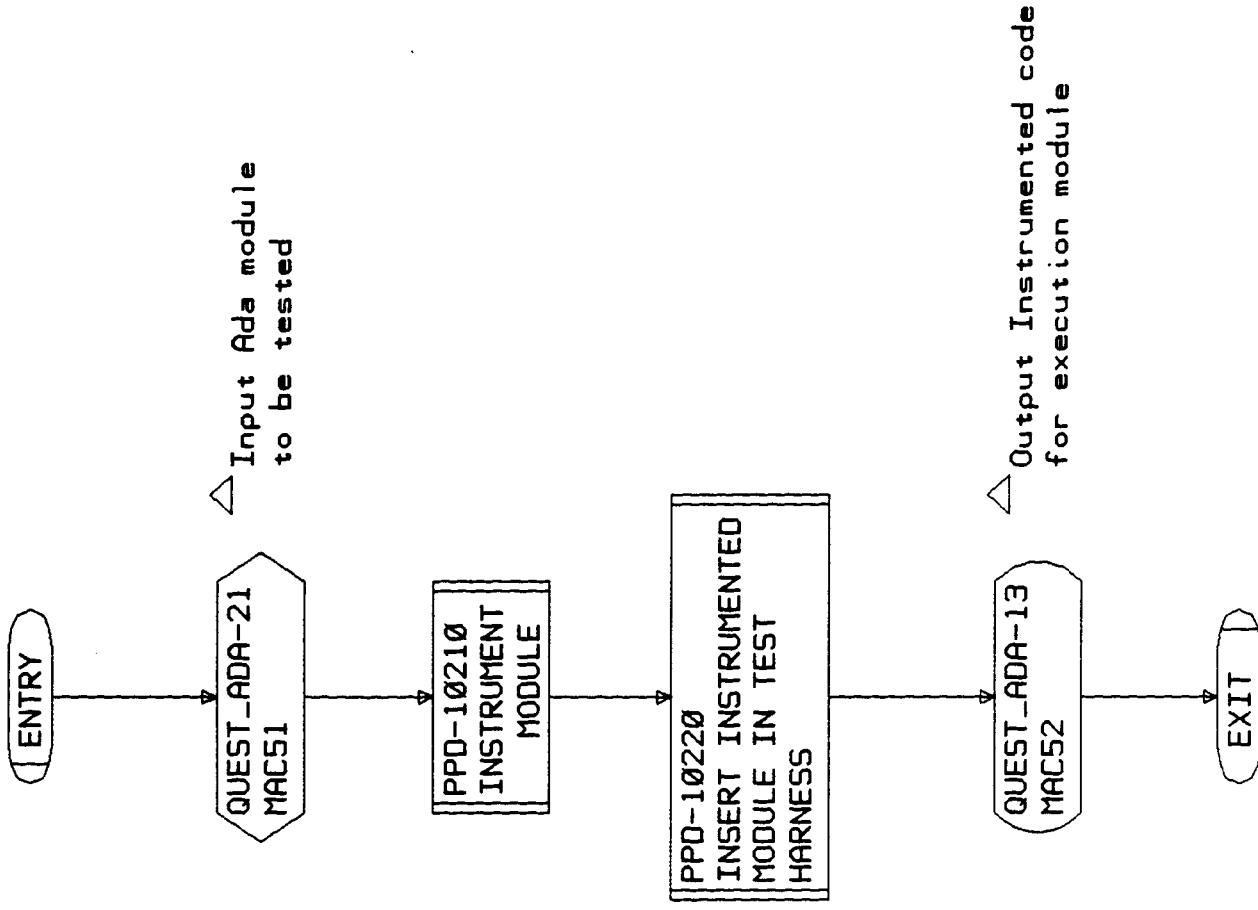 ENTRY
QUEST_ADA-21
MAC51
Input Ada module
to be tested
PPD-10210
INSTRUMENT
MODULE
PPD-10220
INSERT INSTRUMENTED
MODULE IN TEST
HARNESS
QUEST_ADA-13
MAC52
Output Instrumented code
for execution module
EXIT